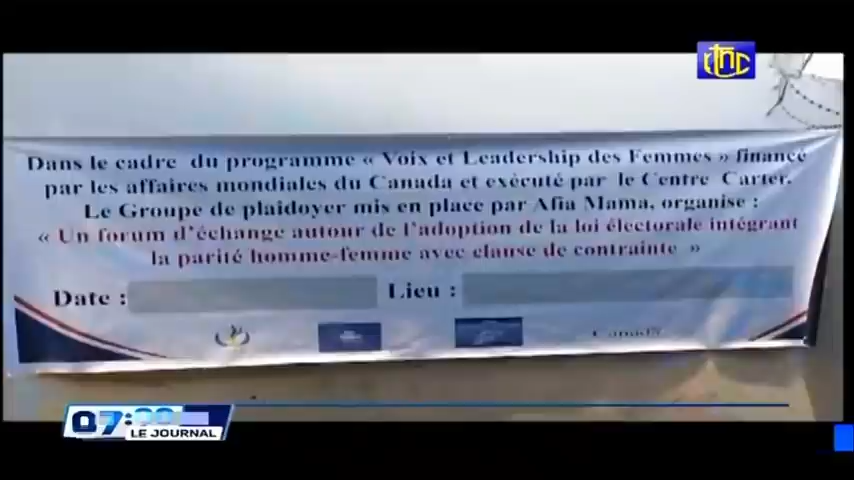 rtnc
Dans le cadre du programme « Voix et Leadership des Femmes » financé
par les affaires mondiales du Canada et exécuté par le Centre Carter.
Le Groupe de plaidoyer mis en place par Afia Mama, organise :
« Un forum d'échange autour de l'adoption de la loi électorale intégrant
la parité homme-femme avec clause de contrainte »
Date :
Lieu :
Canada
LE JOURNAL